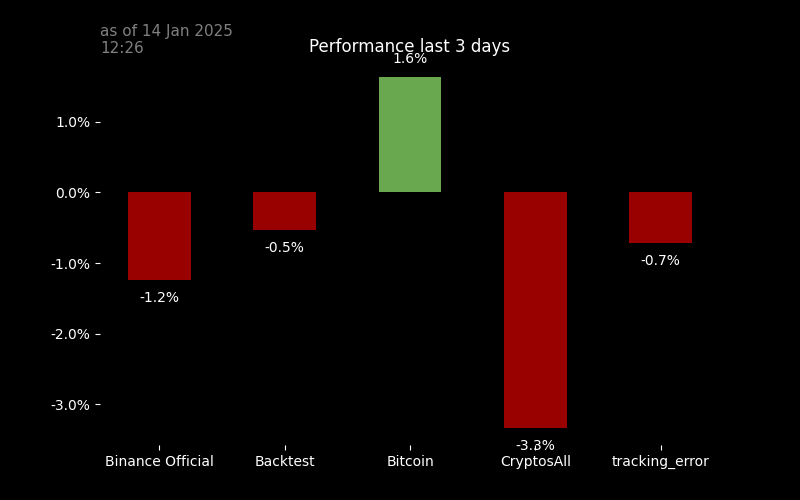 as of 14 Jan 2025
12:26
Performance last 3 days
1.6%
1.0%
0.0%
-0.5%
-0.7%
-1.0%
-1.2%
-2.0%
-3.0%
-3.3%
Binance Official
Backtest
Bitcoin
CryptosAll
tracking_error